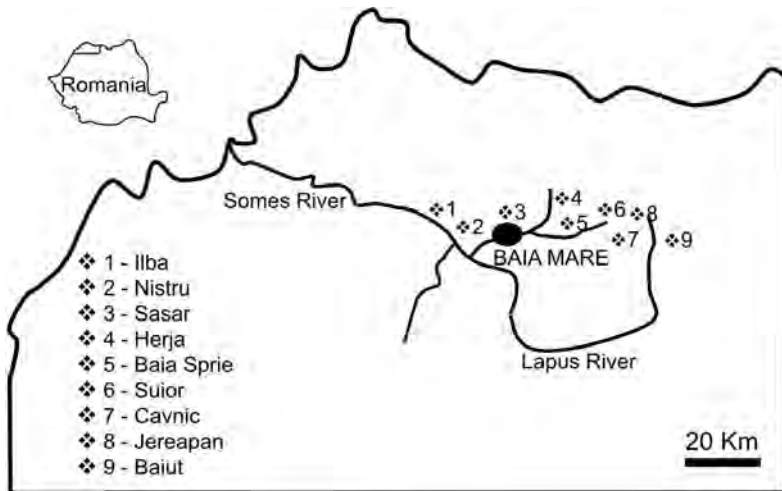 Romania
Somes River
1
2
3
4
5
6
7
8
9
BAIA MARE
Lapus River
1 - Ilba
2 - Nistru
3 - Sasar
4 - Herja
5 - Baia Sprie
6 - Suior
7 - Cavnic
8 - Jereapan
9 - Baiut
20 Km